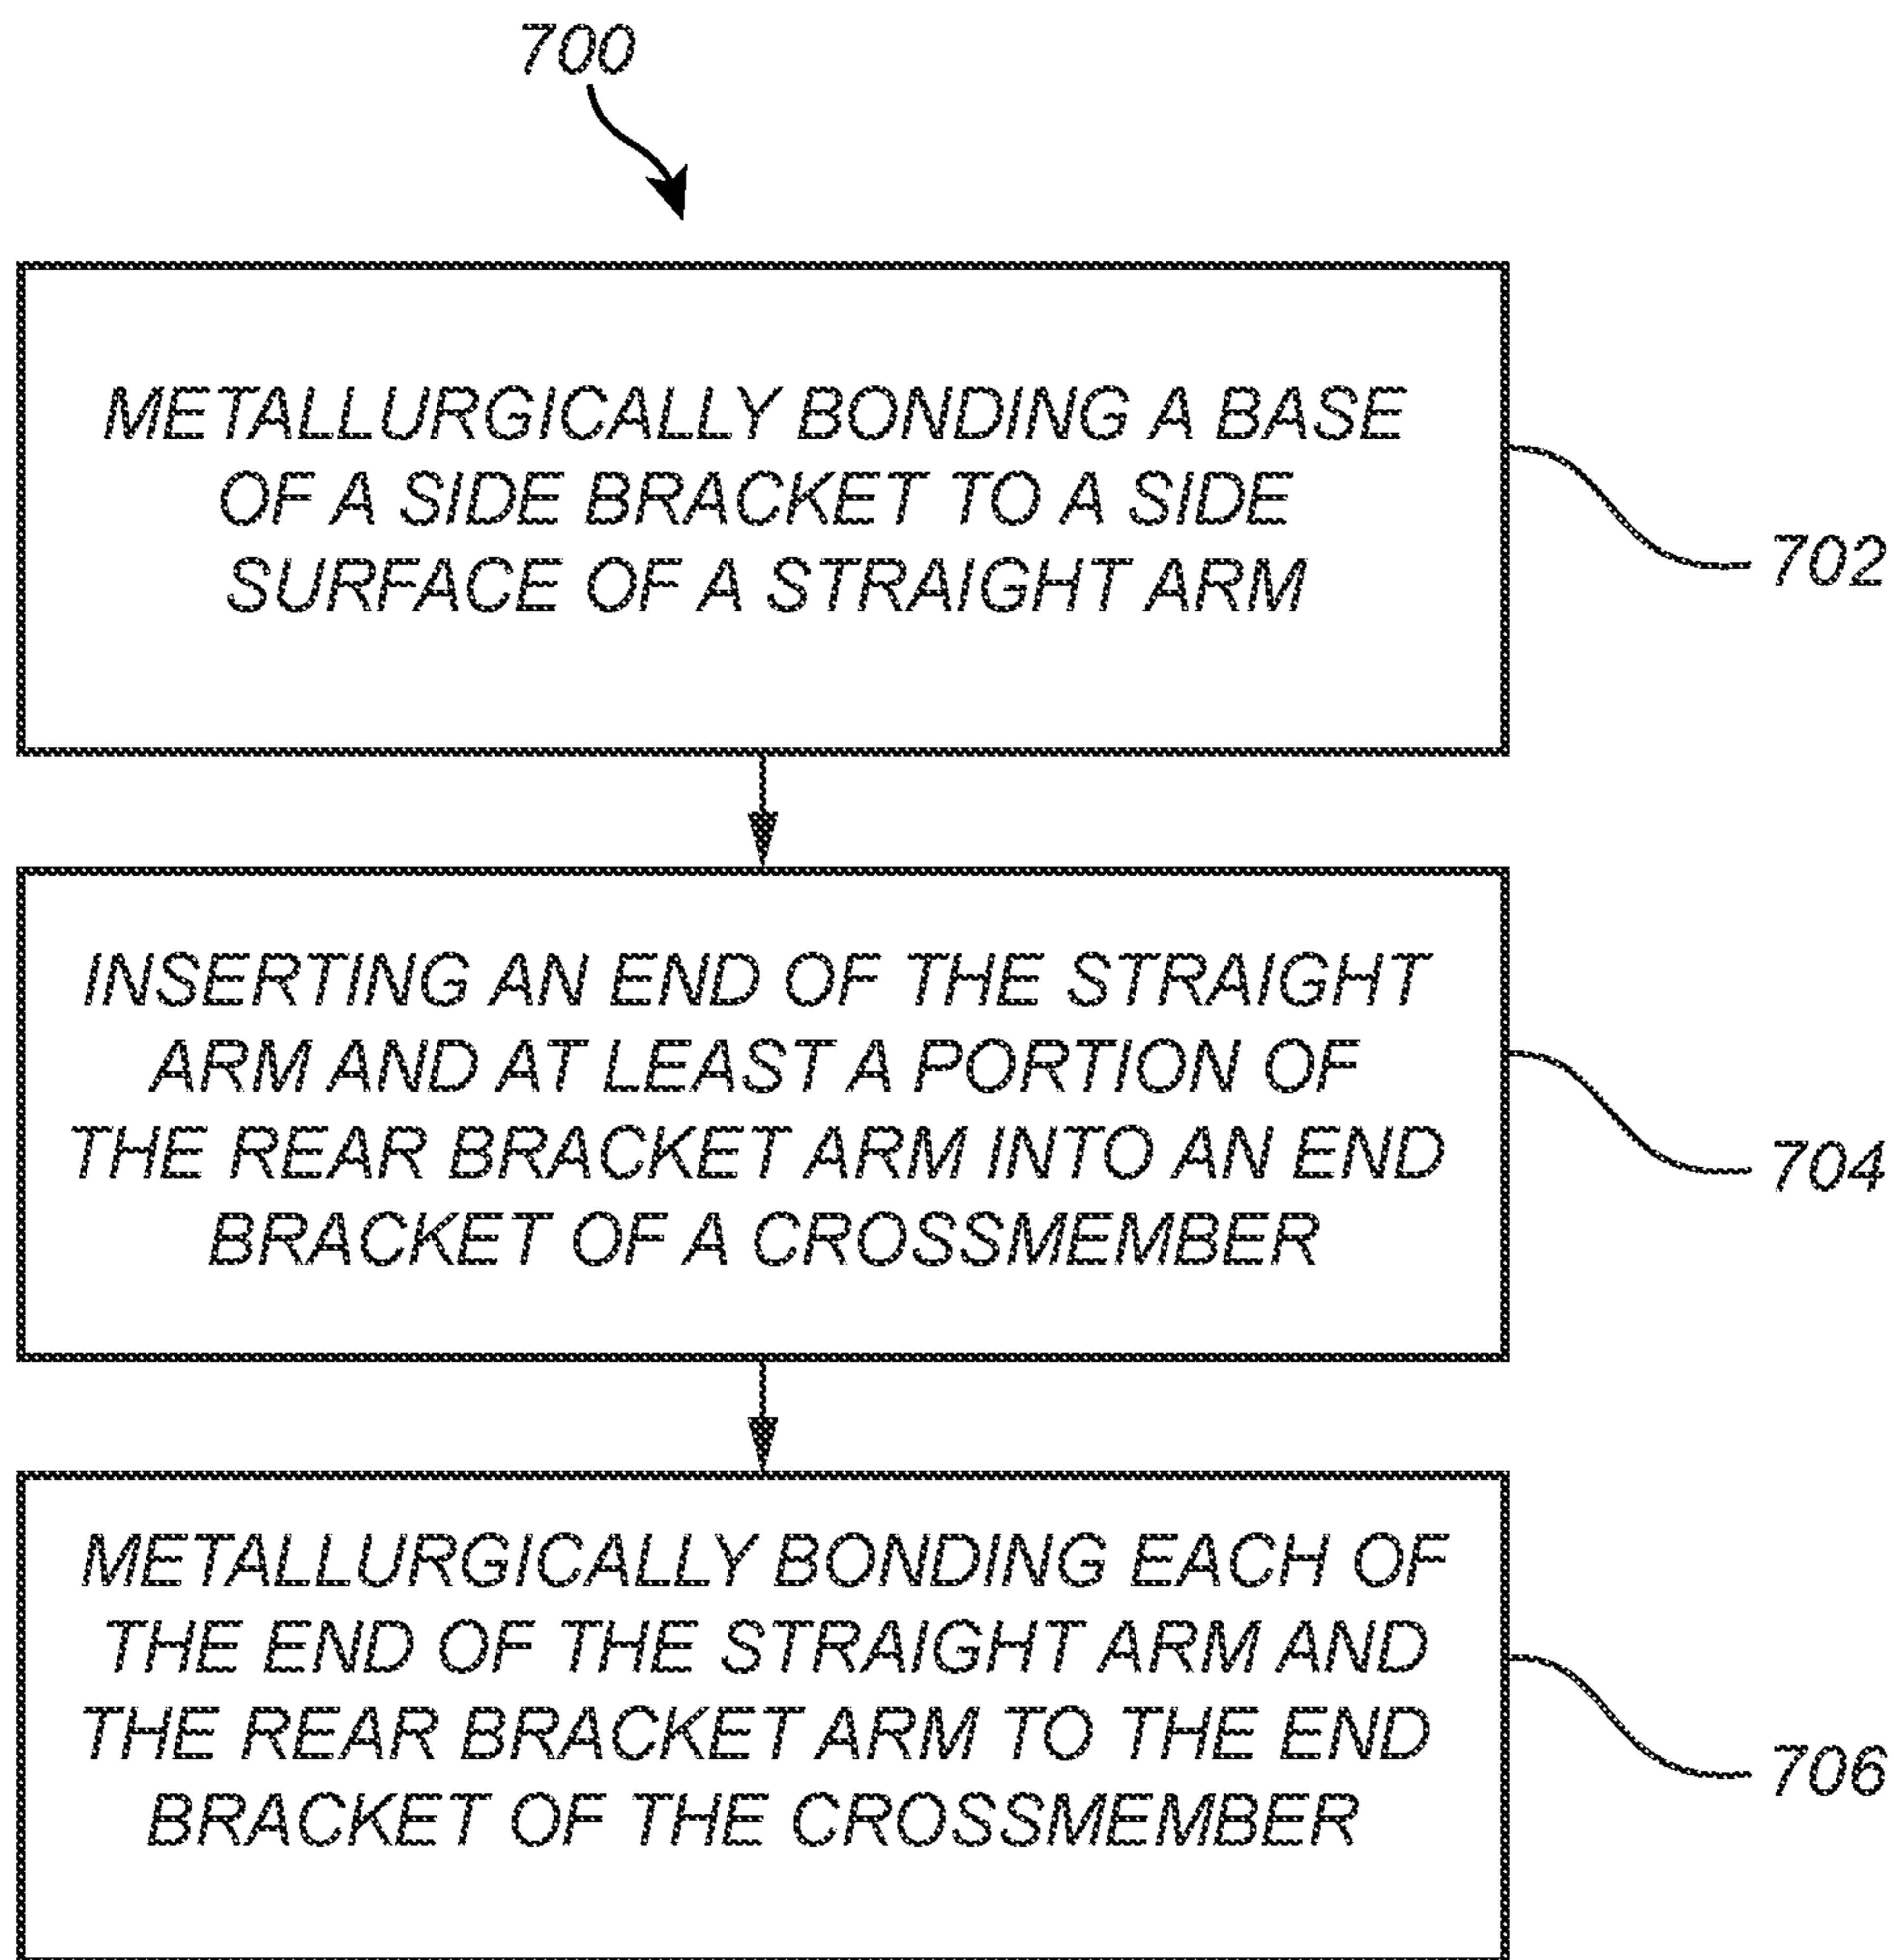 700
METALLURGICALLY BONDING A BASE
OF A SIDE BRACKET TO A SIDE
SURFACE OF A STRAIGHT ARM
702
INSERTING AN END OF THE STRAIGHT
ARM AND AT LEAST A PORTION OF
THE REAR BRACKET ARM INTO AN END
BRACKET OF A CROSSMEMBER
704
METALLURGICALLY BONDING EACH OF
THE END OF THE STRAIGHT ARM AND
THE REAR BRACKET ARM TO THE END
BRACKET OF THE CROSSMEMBER
706